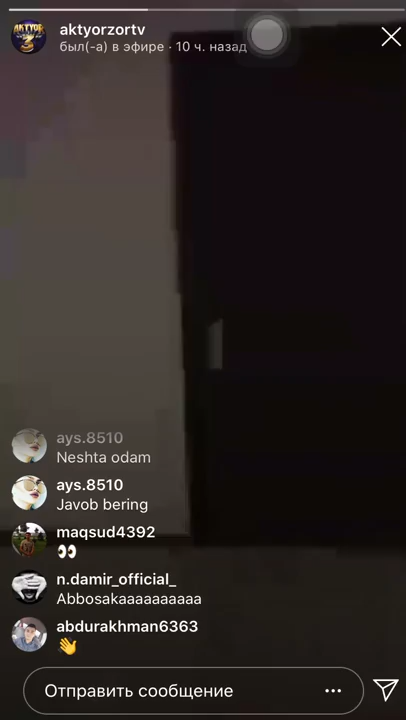 aktyorzortv
был(-а) в эфире · 10 ч. назад
ays.8510
Neshta odam
ays.8510
Javob bering
maqsud4392
👀
n.damir_official_
Abbosakaaaaaaaaaa
abdurakhman6363
👋
Отправить сообщение